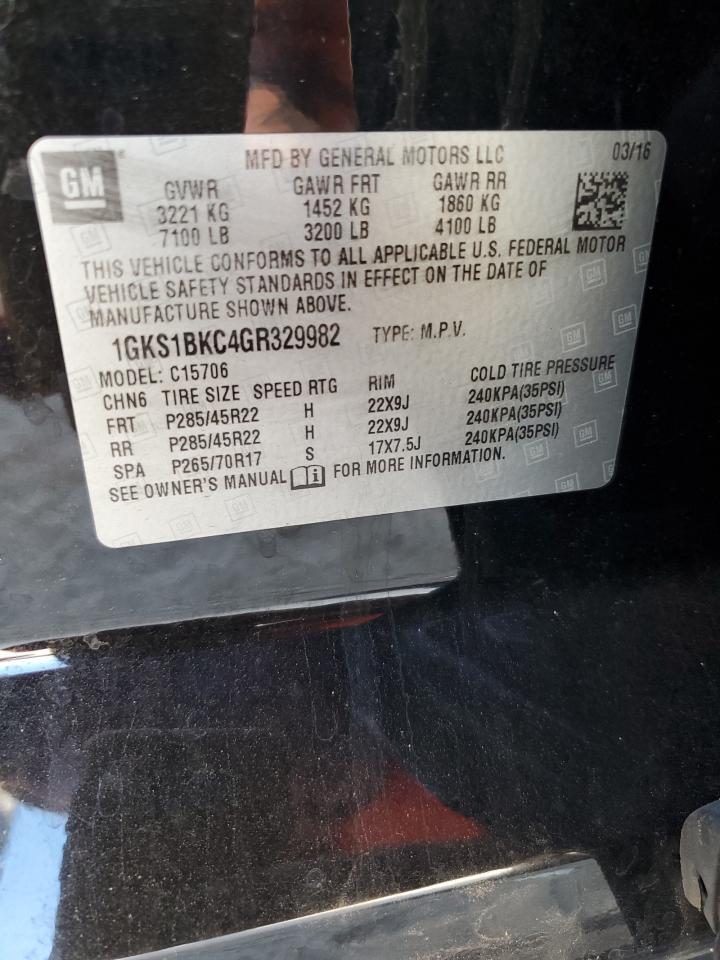 GM
MFD BY GENERAL MOTORS LLC 03/16
GVWR GAWR FRT GAWR RR
3221 KG 1452 KG 1860 KG
7100 LB 3200 LB 4100 LB
THIS VEHICLE CONFORMS TO ALL APPLICABLE U.S. FEDERAL MOTOR
VEHICLE SAFETY STANDARDS IN EFFECT ON THE DATE OF
MANUFACTURE SHOWN ABOVE.
1GKS1BKC4GR329982 TYPE: M.P.V.
MODEL: C15706
CHN6 TIRE SIZE SPEED RTG RIM COLD TIRE PRESSURE
FRT P285/45R22 H 22X9J 240KPA(35PSI)
RR P285/45R22 H 22X9J 240KPA(35PSI)
SPA P265/70R17 S 17X7.5J 240KPA(35PSI)
SEE OWNER'S MANUAL i FOR MORE INFORMATION.